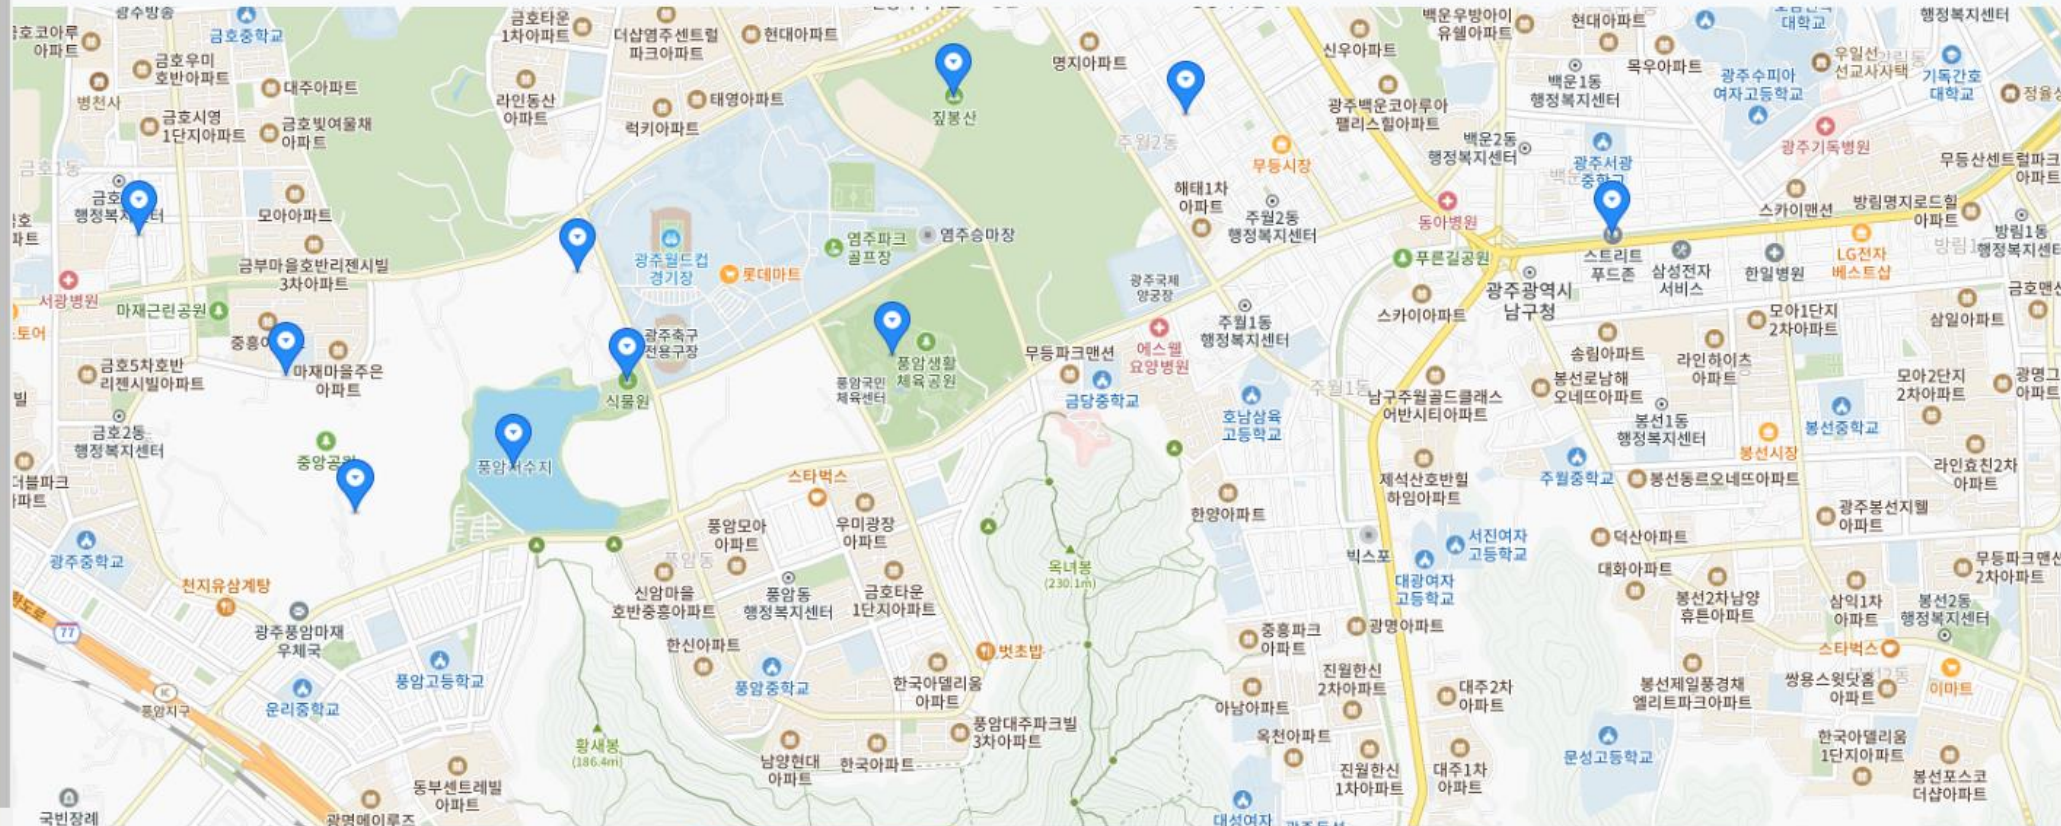 광주방송
금호중학교
금호타운
1차아파트
더샵염주센트럴
파크아파트
현대아파트
명지아파트
신우아파트
백운우방아이
유쉘아파트
현대아파트
대학교
행정복지센터
금호코아루
아파트
금호우미
호반아파트
대주아파트
병천사
금호시영
1단지아파트
금호빛여울채
아파트
라인동산
아파트
태영아파트
럭키아파트
짚봉산
주월2동
무등시장
광주백운코아루아
팰리스힐아파트
백운1동
행정복지센터
목우아파트
우일선
선교사사택
광주수피아
여자고등학교
기독간호
대학교
백운2동
행정복지센터
광주서광
중학교
광주기독병원
무등산센트럴파크
아파트
금호1동
행정복지센터
모아아파트
금부마을호반리젠시빌
3차아파트
해태1차
아파트
주월2동
행정복지센터
동아병원
스카이맨션
방림명지로드힐
아파트
방림1동
행정복지센터
광주월드컵
경기장
롯데마트
염주파크
골프장
염주승마장
광주국제
양궁장
푸른길공원
스트리트
푸드존
삼성전자
서비스
한일병원
LG전자
베스트샵
서광병원
마재근린공원
스카이아파트
광주광역시
남구청
모아1단지
2차아파트
삼일아파트
금호5차호반
리젠시빌아파트
마재마을주은
아파트
광주축구
전용구장
식물원
풍암국민
체육센터
풍암생활
체육공원
무등파크맨션
에스웰
요양병원
금당중학교
주월1동
행정복지센터
주월1동
호남삼육
고등학교
남구주월골드클래스
어반시티아파트
송림아파트
라인하이츠
아파트
봉선로남해
오네뜨아파트
모아2단지
2차아파트
봉선1동
행정복지센터
봉선중학교
봉선시장
금호2동
행정복지센터
중앙공원
풍암저수지
스타벅스
한양아파트
제석산호반힐
하임아파트
주월중학교
봉선동르오네뜨아파트
라인효친2차
아파트
광주봉선지웰
아파트
더블파크
아파트
광주중학교
풍암모아
아파트
우미광장
아파트
풍암동
옥녀봉
(230.1m)
빅스포
서진여자
고등학교
대광여자
고등학교
덕산아파트
대화아파트
무등파크맨션
2차아파트
천지유삼계탕
신암마을
호반중흥아파트
풍암동
행정복지센터
금호타운
1단지아파트
봉선2차남양
휴튼아파트
삼익1차
아파트
봉선2동
행정복지센터
77
광주풍암마재
우체국
한신아파트
벗초밥
중흥파크
아파트
광명아파트
스타벅스
이마트
풍암고등학교
풍암중학교
한국아델리움
아파트
진월한신
2차아파트
대주2차
아파트
봉선제일풍경채
엘리트파크아파트
쌍용스윗닷홈
아파트
IC
풍암지구
운리중학교
아남아파트
황새봉
(186.4m)
풍암대주파크빌
3차아파트
옥천아파트
문성고등학교
한국아델리움
1단지아파트
남양현대
아파트
한국아파트
진월한신
1차아파트
대주1차
아파트
봉선포스코
더샵아파트
동부센트레빌
아파트
국빈장례
광명메이루즈
대성여자